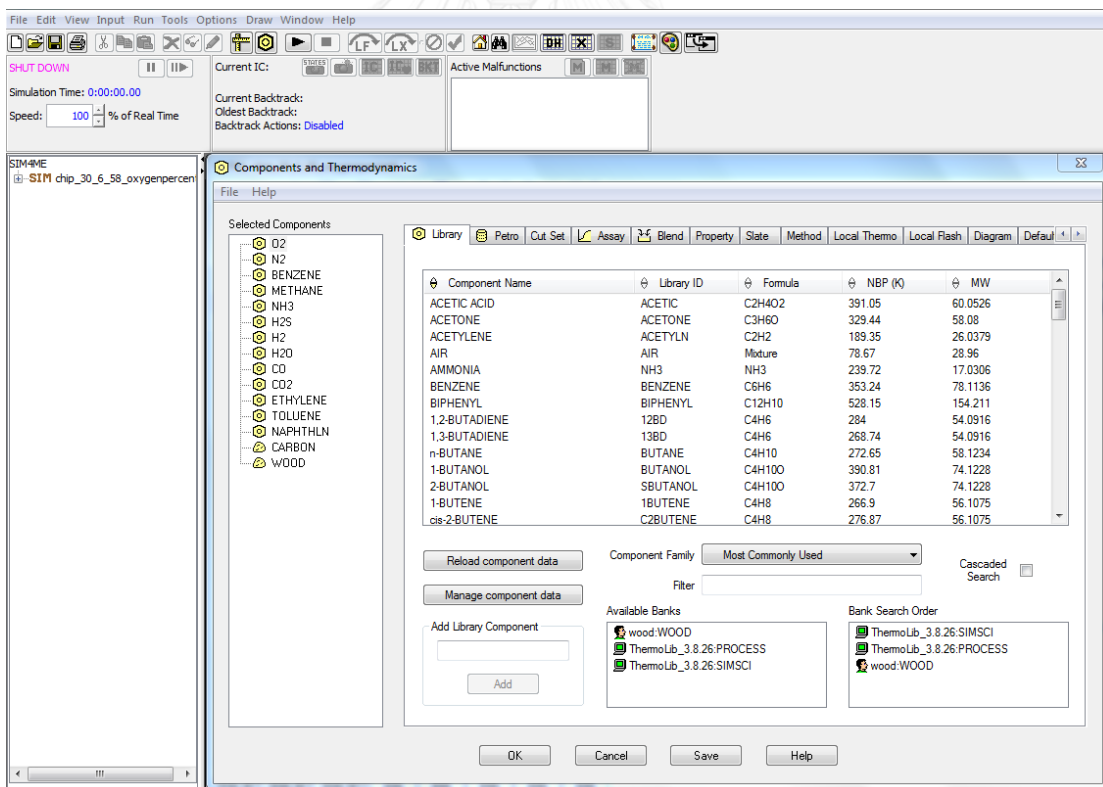 File Edit View Input Run Tools Options Draw Window Help
LF LX DH S
SHUT DOWN
Simulation Time: 0:00:00.00
Speed: 100 % of Real Time
Current IC: STATES IC IC BKT
Current Backtrack:
Oldest Backtrack:
Backtrack Actions: Disabled
Active Malfunctions M M M
SIM4ME
SIM chip_30_6_58_oxygenpercen
Components and Thermodynamics
File Help
Selected Components
O2
N2
BENZENE
METHANE
NH3
H2S
H2
H2O
CO
CO2
ETHYLENE
TOLUENE
NAPHTHLN
CARBON
WOOD
Library Petro Cut Set Assay Blend Property Slate Method Local Thermo Local Flash Diagram Defaul
Component Name Library ID Formula NBP (K) MW
ACETIC ACID ACETIC C2H4O2 391.05 60.0526
ACETONE ACETONE C3H6O 329.44 58.08
ACETYLENE ACETYLN C2H2 189.35 26.0379
AIR AIR Mixture 78.67 28.96
AMMONIA NH3 NH3 239.72 17.0306
BENZENE BENZENE C6H6 353.24 78.1136
BIPHENYL BIPHENYL C12H10 528.15 154.211
1,2-BUTADIENE 12BD C4H6 284 54.0916
1,3-BUTADIENE 13BD C4H6 268.74 54.0916
n-BUTANE BUTANE C4H10 272.65 58.1234
1-BUTANOL BUTANOL C4H10O 390.81 74.1228
2-BUTANOL SBUTANOL C4H10O 372.7 74.1228
1-BUTENE 1BUTENE C4H8 266.9 56.1075
cis-2-BUTENE C2BUTENE C4H8 276.87 56.1075
Reload component data
Manage component data
Add Library Component
Add
Component Family Most Commonly Used
Filter
Cascaded Search
Available Banks
wood:WOOD
ThermoLib_3.8.26:PROCESS
ThermoLib_3.8.26:SIMSCI
Bank Search Order
ThermoLib_3.8.26:SIMSCI
ThermoLib_3.8.26:PROCESS
wood:WOOD
OK Cancel Save Help